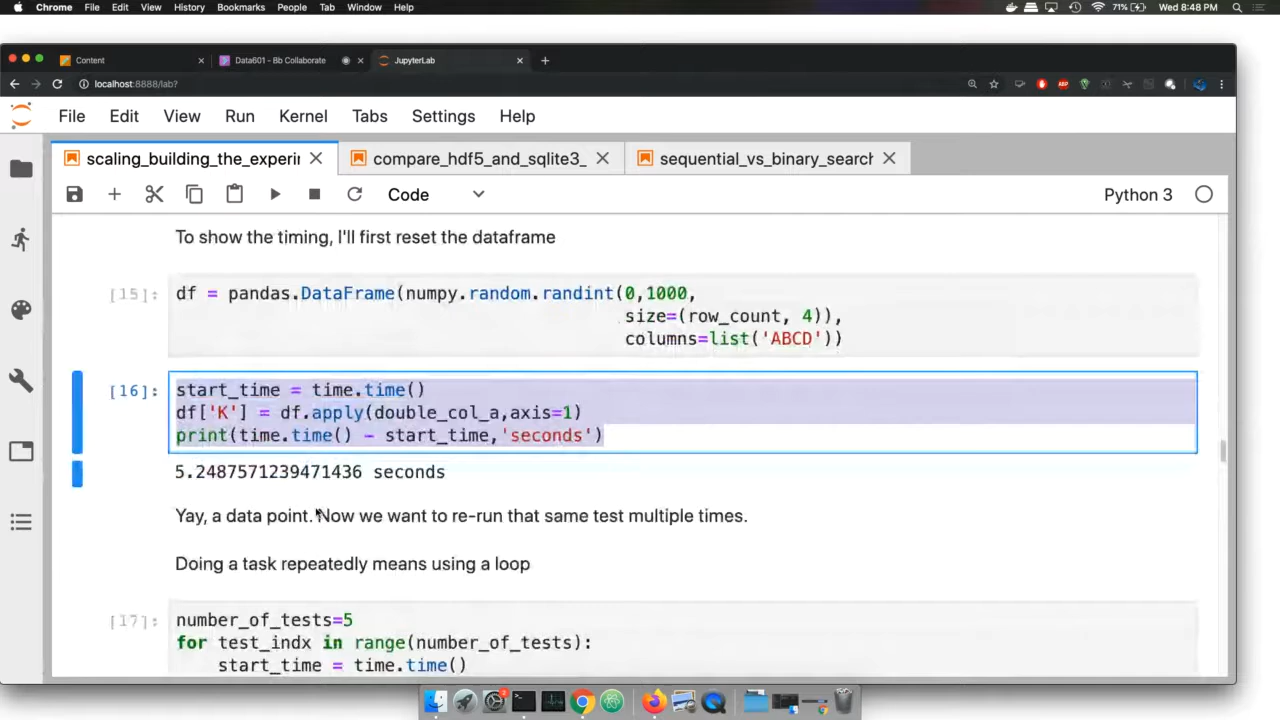 Chrome File Edit View History Bookmarks People Tab Window Help 71% Wed 8:48 PM
Content Data601 - Bb Collaborate JupyterLab
localhost:8888/lab?
File Edit View Run Kernel Tabs Settings Help
scaling_building_the_experin compare_hdf5_and_sqlite3_ sequential_vs_binary_search
Code Python 3
To show the timing, I'll first reset the dataframe
[15]: df = pandas.DataFrame(numpy.random.randint(0,1000,
size=(row_count, 4)),
columns=list('ABCD'))
[16]: start_time = time.time()
df['K'] = df.apply(double_col_a,axis=1)
print(time.time() - start_time,'seconds')
5.2487571239471436 seconds
Yay, a data point. Now we want to re-run that same test multiple times.
Doing a task repeatedly means using a loop
[17]: number_of_tests=5
for test_indx in range(number_of_tests):
start_time = time.time()